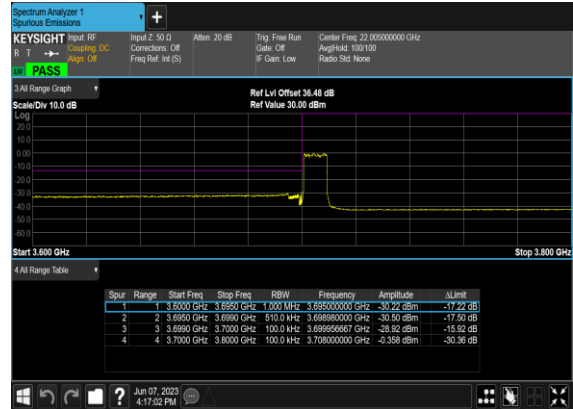 Spectrum Analyzer 1
Spurious Emissions
KEYSIGHT Input: RF Input Z: 50 Ω Atten: 20 dB Trig: Free Run Center Freq: 22.005000000 GHz
R T Coupling: DC Corrections: Off Gate: Off Avg|Hold: 100/100
Align: Off Freq Ref: Int (S) IF Gain: Low Radio Std: None
PASS
3 All Range Graph
Ref Lvl Offset 36.48 dB
Scale/Div 10.0 dB Ref Value 30.00 dBm
Log
20.0
10.0
0.00
-10.0
-20.0
-30.0
-40.0
-50.0
-60.0
Start 3.600 GHz Stop 3.800 GHz
4 All Range Table
Spur Range Start Freq Stop Freq RBW Frequency Amplitude ΔLimit
1 1 3.6000 GHz 3.6950 GHz 1.000 MHz 3.695000000 GHz -30.22 dBm -17.22 dB
2 2 3.6950 GHz 3.6990 GHz 510.0 kHz 3.698980000 GHz -30.50 dBm -17.50 dB
3 3 3.6990 GHz 3.7000 GHz 100.0 kHz 3.699956667 GHz -28.92 dBm -15.92 dB
4 4 3.7000 GHz 3.8000 GHz 100.0 kHz 3.708000000 GHz -0.358 dBm -30.36 dB
? Jun 07, 2023
4:17:02 PM